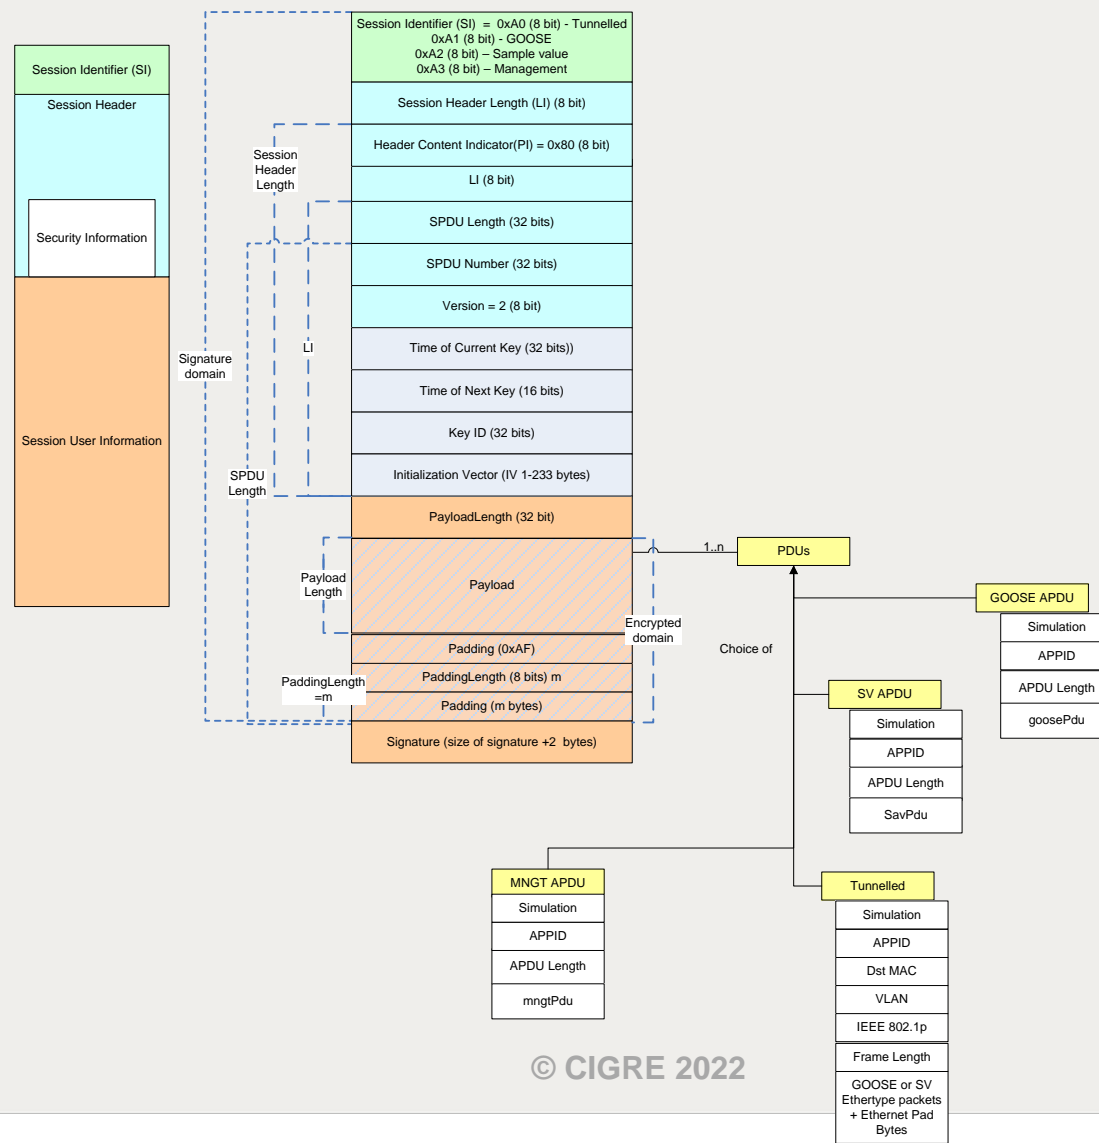 Session Identifier (SI)
Session Header
Security Information
Session User Information
Session Identifier (SI)  =  0xA0 (8 bit) - Tunnelled
0xA1 (8 bit) - GOOSE
0xA2 (8 bit) – Sample value
0xA3 (8 bit) – Management
Session Header Length (LI) (8 bit)
Header Content Indicator(PI) = 0x80 (8 bit)
LI (8 bit)
SPDU Length (32 bits)
SPDU Number (32 bits)
Version = 2 (8 bit)
Time of Current Key (32 bits))
Time of Next Key (16 bits)
Key ID (32 bits)
Initialization Vector (IV 1-233 bytes)
PayloadLength (32 bit)
Payload
Padding (0xAF)
PaddingLength (8 bits) m
Padding (m bytes)
Signature (size of signature +2  bytes)
Session
Header
Length
LI
Signature
domain
SPDU
Length
Payload
Length
PaddingLength
=m
Encrypted
domain
1..n
PDUs
Choice of
GOOSE APDU
Simulation
APPID
APDU Length
goosePdu
SV APDU
Simulation
APPID
APDU Length
SavPdu
MNGT APDU
Simulation
APPID
APDU Length
mngtPdu
Tunnelled
Simulation
APPID
Dst MAC
VLAN
IEEE 802.1p
Frame Length
GOOSE or SV
Ethertype packets
+ Ethernet Pad
Bytes
© CIGRE 2022